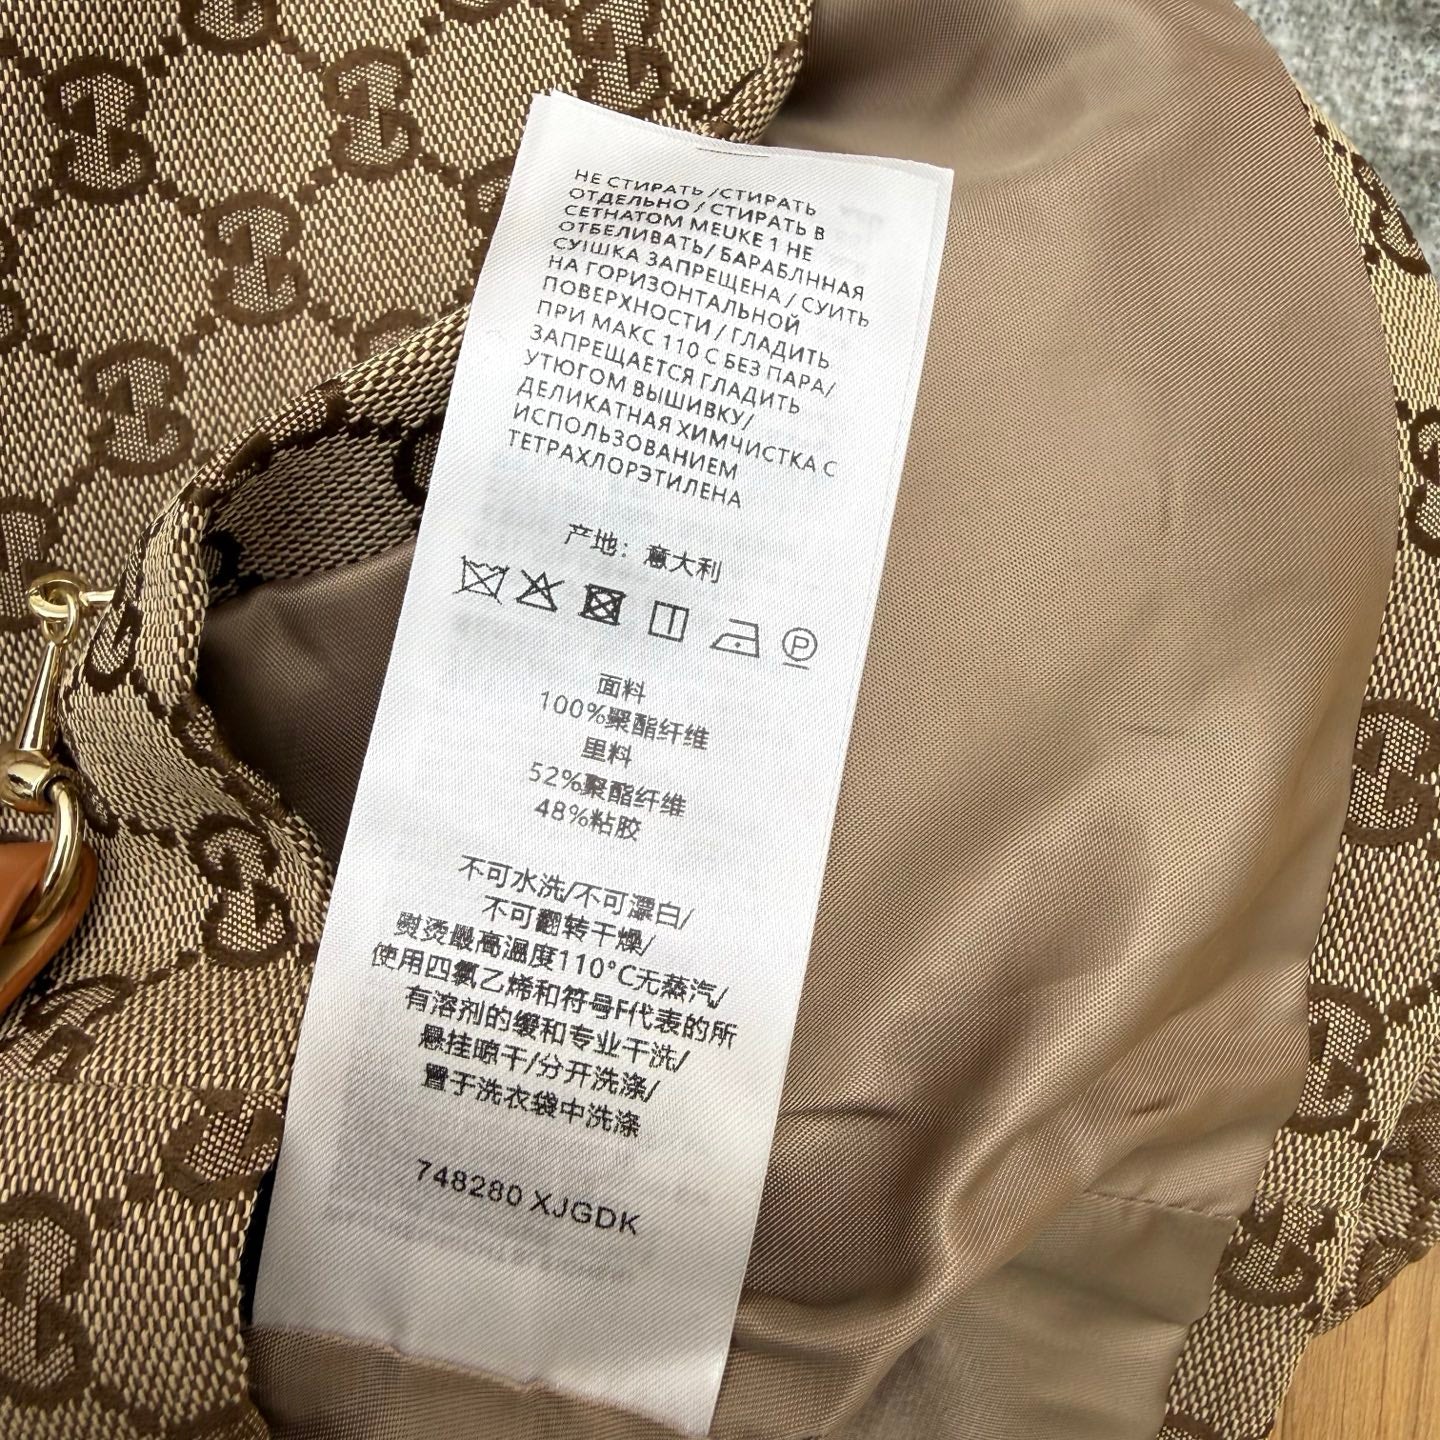 НЕ СТИРАТЬ /СТИРАТЬ
ОТДЕЛЬНО / СТИРАТЬ В
СЕТНАТОМ MEUKE 1 НЕ
ОТБЕЛИВАТЬ/ БАРАБЛННАЯ
СУІШКА ЗАПРЕЩЕНА / СУИТЬ
НА ГОРИЗОНТАЛЬНОЙ
ПОВЕРХНОСТИ / ГЛАДИТЬ
ПРИ МАКС 110 С БЕЗ ПАРА/
ЗАПРЕЩАЕТСЯ ГЛАДИТЬ
УТЮГОМ ВЫШИВКУ/
ДЕЛИКАТНАЯ ХИМЧИСТКА С
ИСПОЛЬЗОВАНИЕМ
ТЕТРАХЛОРЭТИЛЕНА
产地：意大利
P
面料
100%聚酯纤维
里料
52%聚酯纤维
48%粘胶
不可水洗/不可漂白/
不可翻转干燥/
熨烫最高温度110°C无蒸汽/
使用四氯乙烯和符号F代表的所
有溶剂的缓和专业干洗/
悬挂晾干/分开洗涤/
置于洗衣袋中洗涤
748280 XJGDK